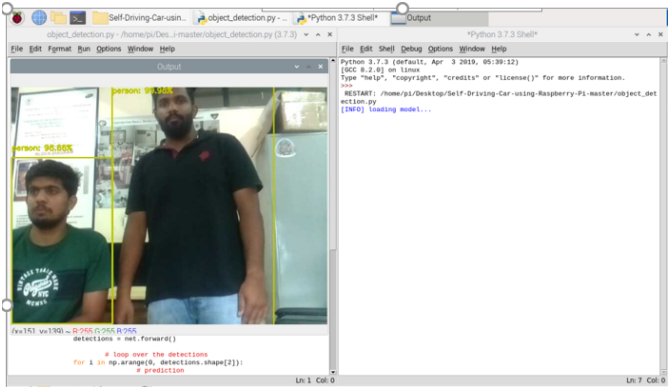 Self-Driving-Car-usin... object_detection.py - ... *Python 3.7.3 Shell* Output
object_detection.py - /home/pi/Des...i-master/object_detection.py (3.7.3)
File Edit Format Run Options Window Help
Output
person: 98.88%
NYC
(x=151, y=139) ~ R:255 G:255 B:255
detections = net.forward()
# loop over the detections
for i in np.arange(0, detections.shape[2]):
# prediction
Ln: 1 Col: 0
*Python 3.7.3 Shell*
File Edit Shell Debug Options Window Help
Python 3.7.3 (default, Apr 3 2019, 05:39:12)
[GCC 8.2.0] on linux
Type "help", "copyright", "credits" or "license()" for more information.
>>>
RESTART: /home/pi/Desktop/Self-Driving-Car-using-Raspberry-Pi-master/object_det
ection.py
[INFO] loading model...
Ln: 7 Col: 0